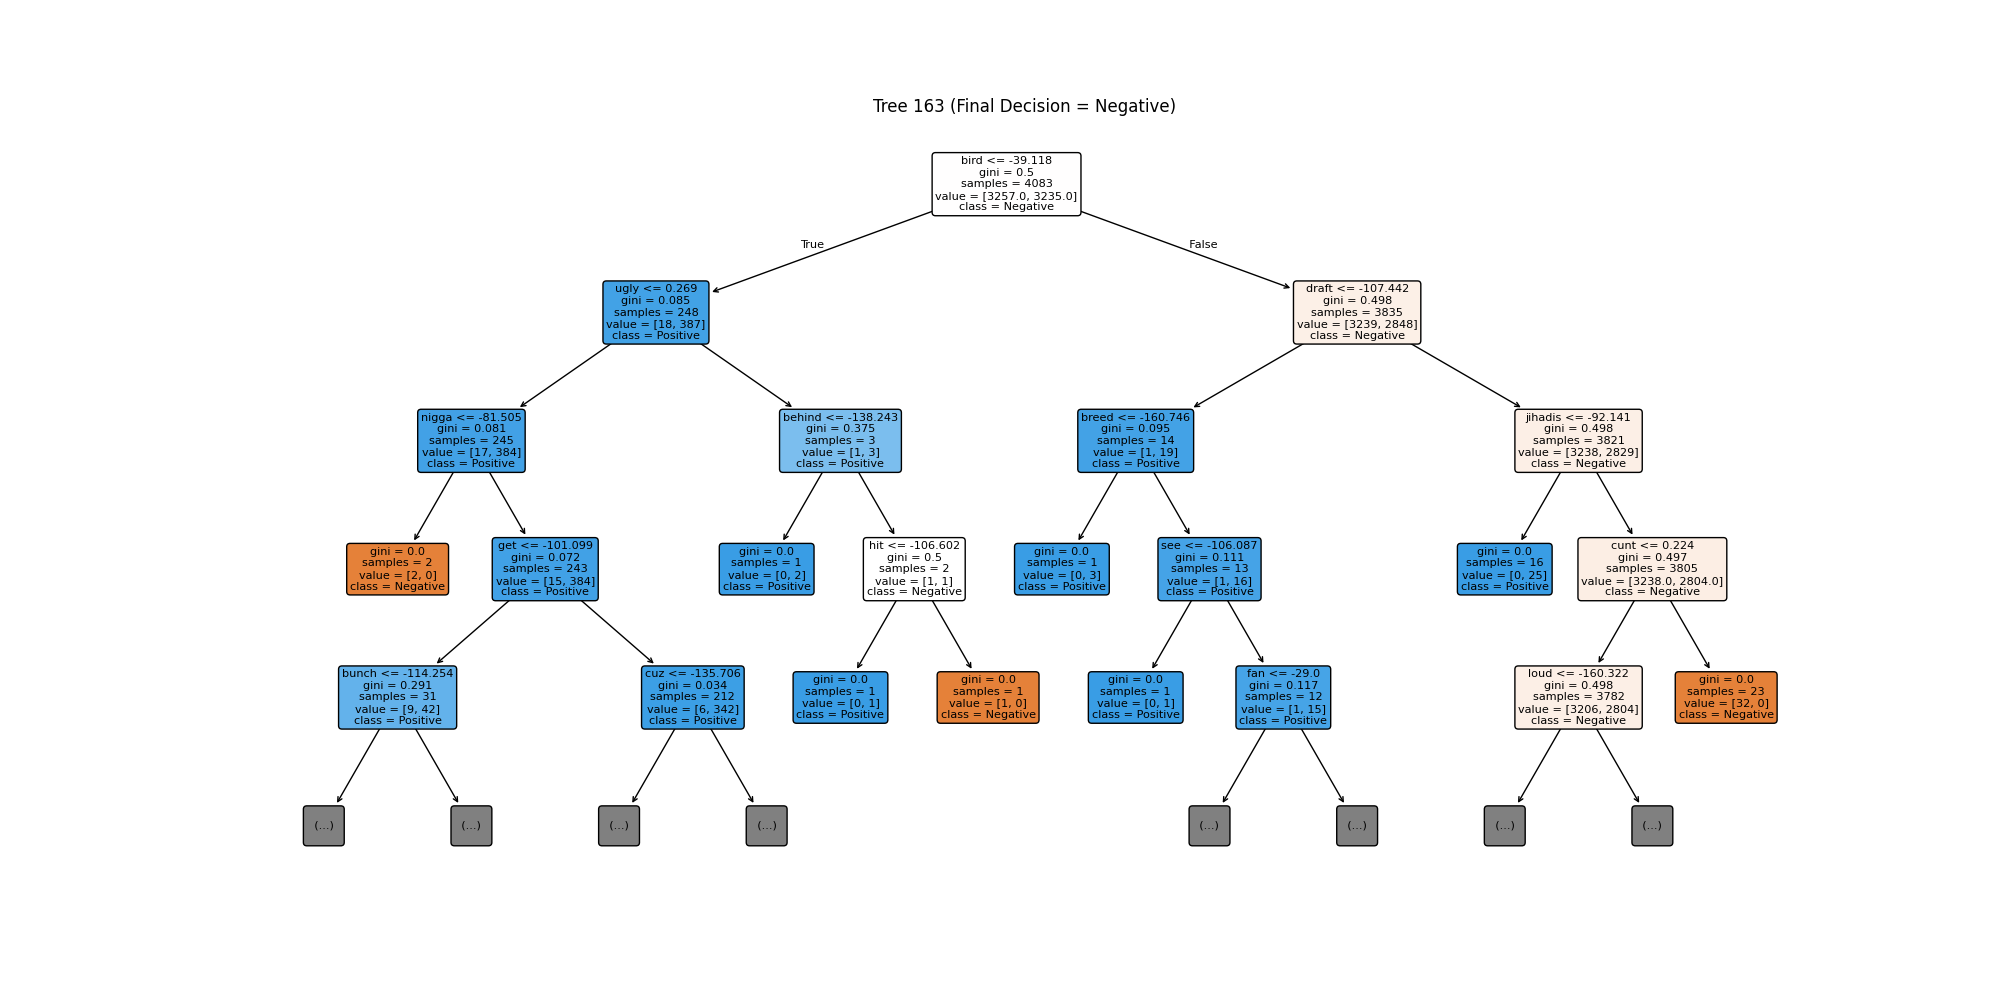 Tree 163 (Final Decision = Negative)
bird <= -39.118
gini = 0.5
samples = 4083
value = [3257.0, 3235.0]
class = Negative
True
False
ugly <= 0.269
gini = 0.085
samples = 248
value = [18, 387]
class = Positive
draft <= -107.442
gini = 0.498
samples = 3835
value = [3239, 2848]
class = Negative
nigga <= -81.505
gini = 0.081
samples = 245
value = [17, 384]
class = Positive
behind <= -138.243
gini = 0.375
samples = 3
value = [1, 3]
class = Positive
breed <= -160.746
gini = 0.095
samples = 14
value = [1, 19]
class = Positive
jihadis <= -92.141
gini = 0.498
samples = 3821
value = [3238, 2829]
class = Negative
gini = 0.0
samples = 2
value = [2, 0]
class = Negative
get <= -101.099
gini = 0.072
samples = 243
value = [15, 384]
class = Positive
gini = 0.0
samples = 1
value = [0, 2]
class = Positive
hit <= -106.602
gini = 0.5
samples = 2
value = [1, 1]
class = Negative
gini = 0.0
samples = 1
value = [0, 3]
class = Positive
see <= -106.087
gini = 0.111
samples = 13
value = [1, 16]
class = Positive
gini = 0.0
samples = 16
value = [0, 25]
class = Positive
cunt <= 0.224
gini = 0.497
samples = 3805
value = [3238.0, 2804.0]
class = Negative
bunch <= -114.254
gini = 0.291
samples = 31
value = [9, 42]
class = Positive
cuz <= -135.706
gini = 0.034
samples = 212
value = [6, 342]
class = Positive
gini = 0.0
samples = 1
value = [0, 1]
class = Positive
gini = 0.0
samples = 1
value = [1, 0]
class = Negative
gini = 0.0
samples = 1
value = [0, 1]
class = Positive
fan <= -29.0
gini = 0.117
samples = 12
value = [1, 15]
class = Positive
loud <= -160.322
gini = 0.498
samples = 3782
value = [3206, 2804]
class = Negative
gini = 0.0
samples = 23
value = [32, 0]
class = Negative
(...)
(...)
(...)
(...)
(...)
(...)
(...)
(...)